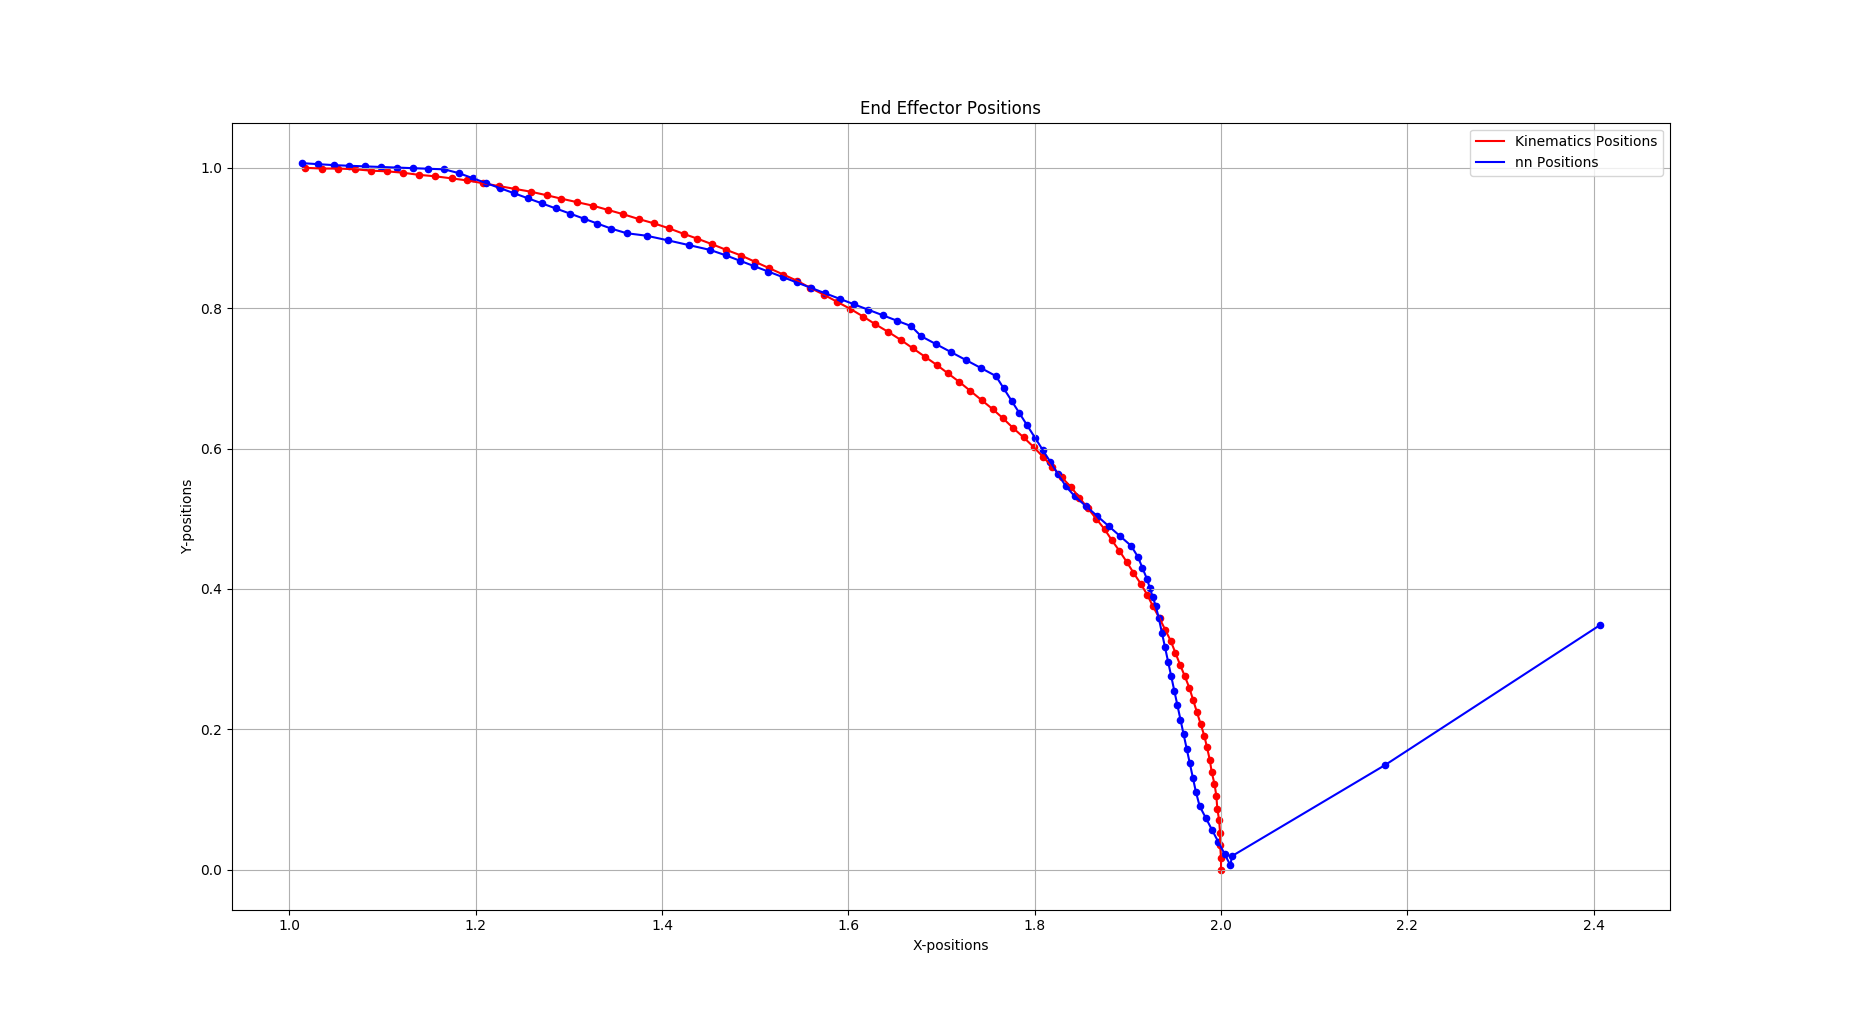 End Effector Positions
Kinematics Positions
nn Positions
1.0
0.8
0.6
0.4
0.2
0.0
Y-positions
1.0 1.2 1.4 1.6 1.8 2.0 2.2 2.4
X-positions